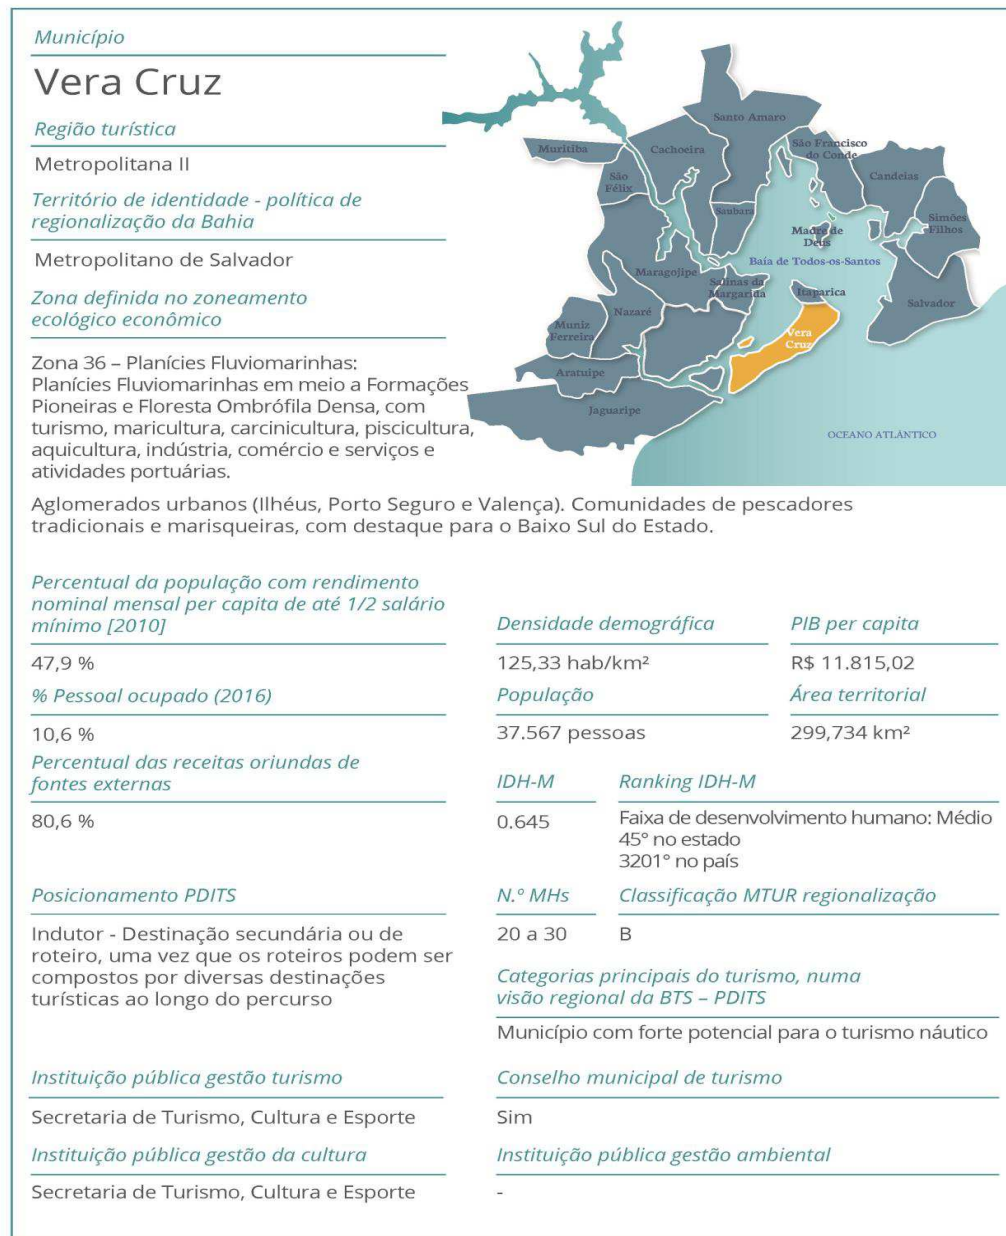 Município
Vera Cruz
Região turística
Metropolitana II
Território de identidade - política de
regionalização da Bahia
Metropolitano de Salvador
Zona definida no zoneamento
ecológico econômico
Zona 36 – Planícies Fluviomarinhas:
Planícies Fluviomarinhas em meio a Formações
Pioneiras e Floresta Ombrófila Densa, com
turismo, maricultura, carcinicultura, piscicultura,
aquicultura, indústria, comércio e serviços e
atividades portuárias.
Aglomerados urbanos (Ilhéus, Porto Seguro e Valença). Comunidades de pescadores
tradicionais e marisqueiras, com destaque para o Baixo Sul do Estado.
Santo Amaro
Muritiba
Cachoeira
São Francisco
do Conde
São
Félix
Candeias
Saubara
Simões
Filhos
Madre de
Deus
Baía de Todos-os-Santos
Maragojipe
Salinas da
Margarida
Itaparica
Salvador
Nazaré
Muniz
Ferreira
Vera
Cruz
Aratuipe
Jaguaripe
OCEANO ATLÂNTICO
Percentual da população com rendimento
nominal mensal per capita de até 1/2 salário
mínimo [2010]
47,9 %
Densidade demográfica
125,33 hab/km²
PIB per capita
R$ 11.815,02
% Pessoal ocupado (2016)
10,6 %
População
37.567 pessoas
Área territorial
299,734 km²
Percentual das receitas oriundas de
fontes externas
80,6 %
IDH-M
0.645
Ranking IDH-M
Faixa de desenvolvimento humano: Médio
45° no estado
3201° no país
Posicionamento PDITS
Indutor - Destinação secundária ou de
roteiro, uma vez que os roteiros podem ser
compostos por diversas destinações
turísticas ao longo do percurso
N.º MHs
20 a 30
Classificação MTUR regionalização
B
Categorias principais do turismo, numa
visão regional da BTS – PDITS
Município com forte potencial para o turismo náutico
Instituição pública gestão turismo
Secretaria de Turismo, Cultura e Esporte
Conselho municipal de turismo
Sim
Instituição pública gestão da cultura
Secretaria de Turismo, Cultura e Esporte
Instituição pública gestão ambiental
-